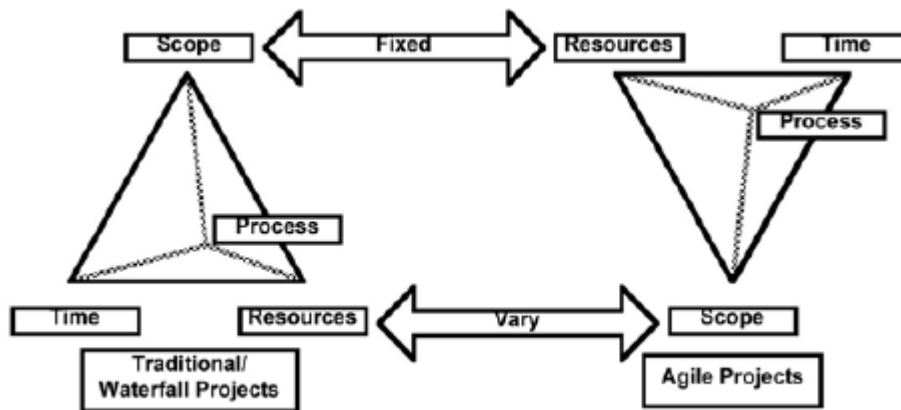 Scope
Fixed
Resources
Time
Process
Process
Time
Resources
Vary
Scope
Traditional/
Waterfall Projects
Agile Projects